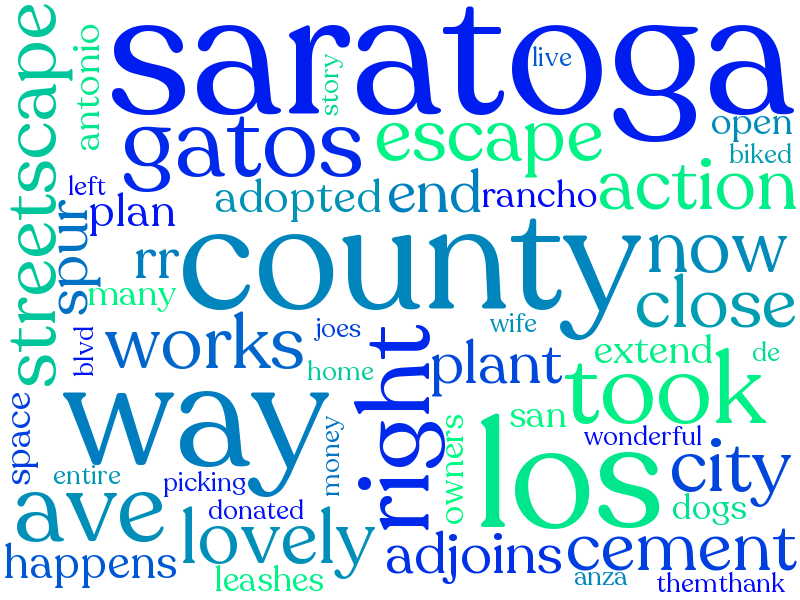 saratoga
live
story
antonio
streetscape
gatos
escape
open
biked
left
adopted
end
rancho
action
plan
spur
rr
county
now
many
close
works
joes
wife
blvd
home
right
plant
extend
de
took
way
space
money
owners
san
los
wonderful
city
entire
picking
donated
ave
lovely
dogs
happens
leashes
adjoins
cement
anza
themthank